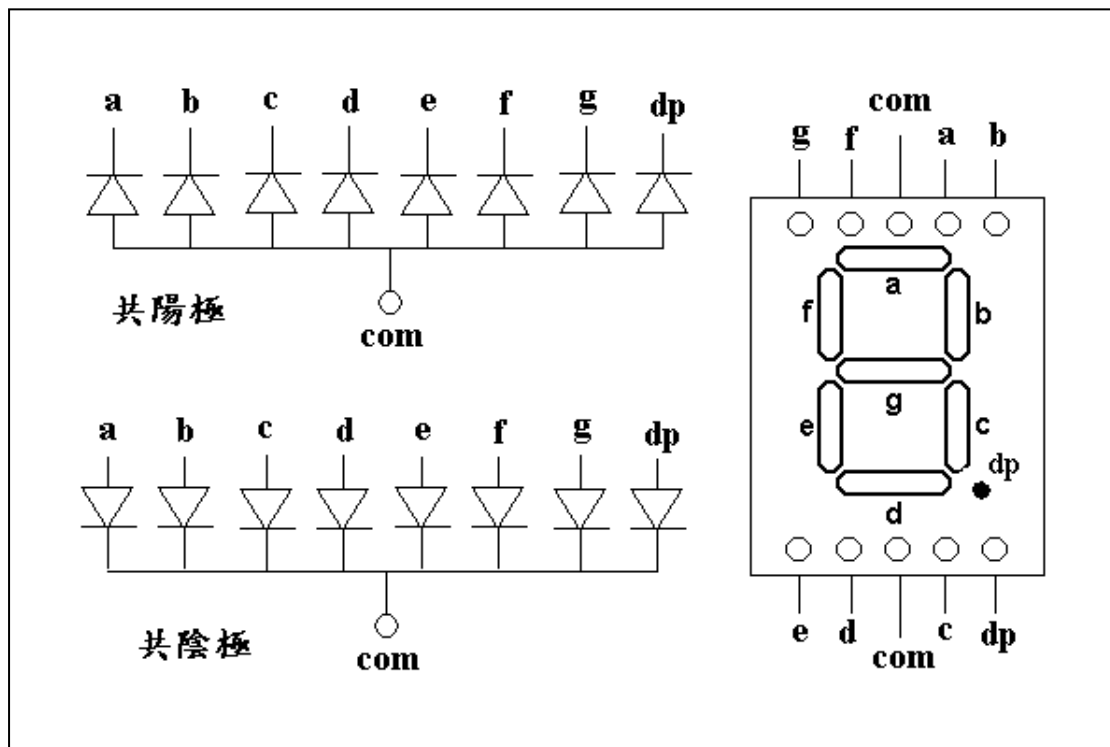 a b c d e f g dp
共陽極
com
a b c d e f g dp
共陰極
com
com
g f a b
a
f b
g
e c
dp
d
e d c dp
com